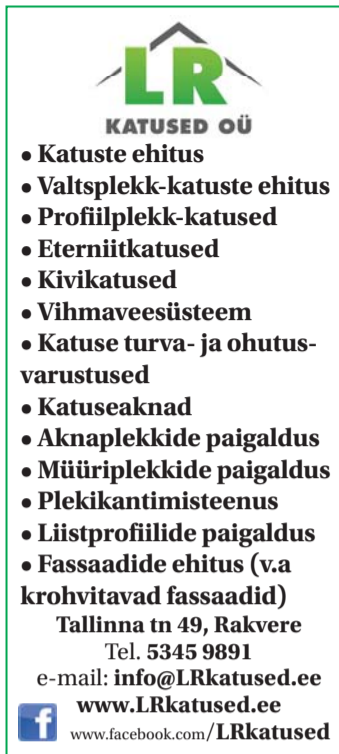 LR
KATUSED OÜ
• Katuste ehitus
• Valtsplekk-katuste ehitus
• Profiilplekk-katused
• Eterniitkatused
• Kivikatused
• Vihmaveesüsteem
• Katuse turva- ja ohutus-
varustused
• Katuseaknad
• Aknaplekkide paigaldus
• Müüriplekkide paigaldus
• Plekikantimisteenus
• Liistprofiilide paigaldus
• Fassaadide ehitus (v.a
krohvitavad fassaadid)
Tallinna tn 49, Rakvere
Tel. 5345 9891
e-mail: info@LRkatused.ee
www.LRkatused.ee
f www.facebook.com/LRkatused